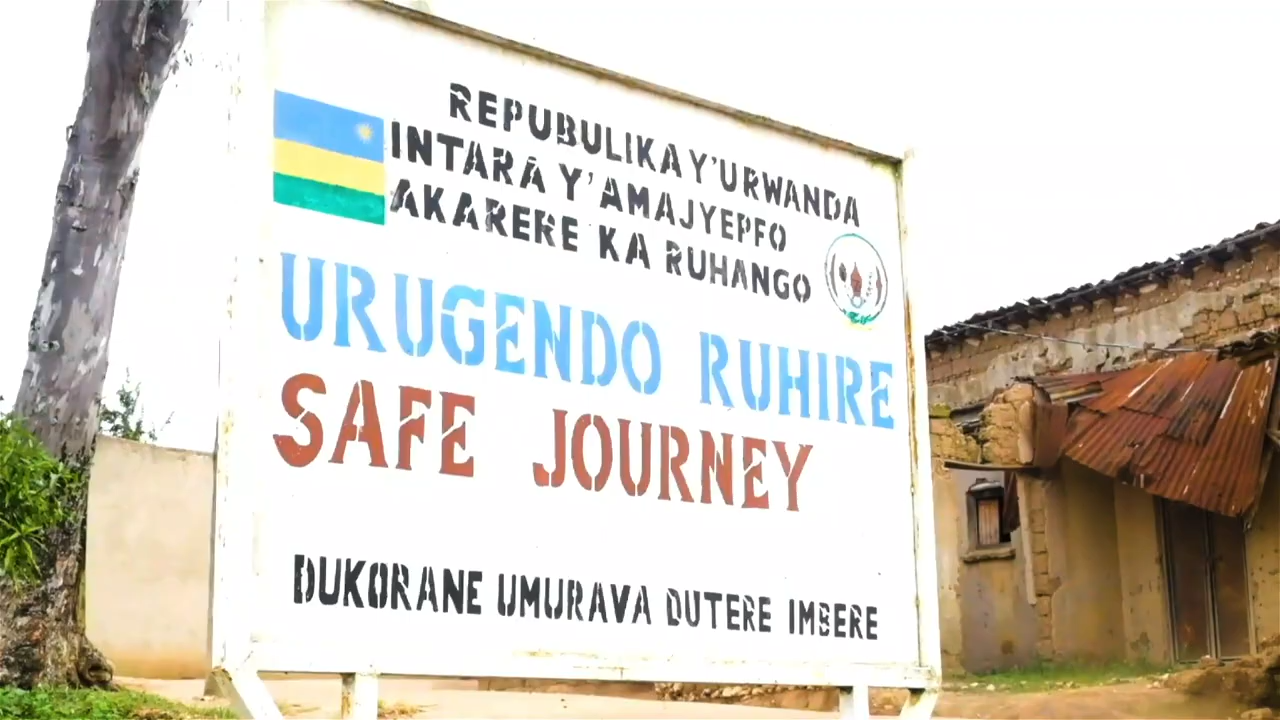 REPUBULIKA Y'URWANDA
INTARA Y'AMAJYEPFO
AKARERE KA RUHANGO
URUGENDO RUHIRE
SAFE JOURNEY
DUKORANE UMURAVA DUTERE IMBERE